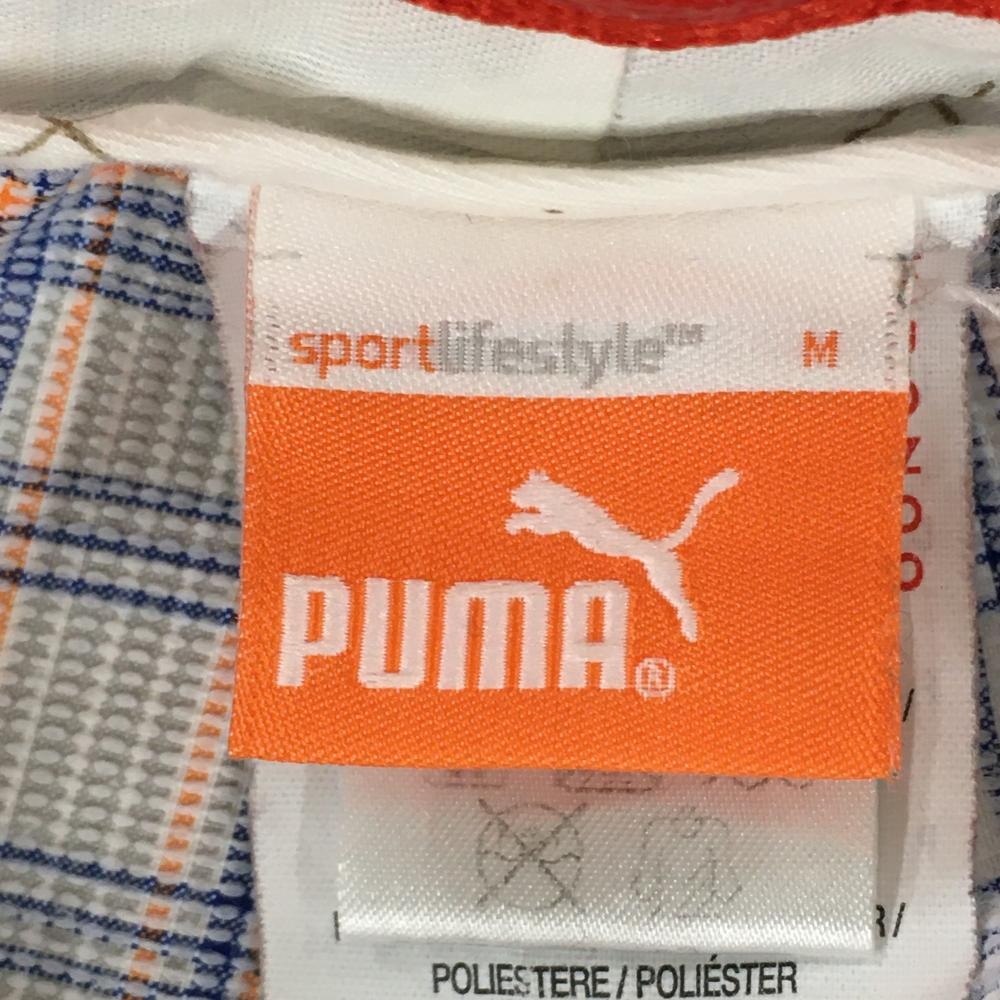 sportlifestyle™ M
PUMA®
R/
POLIESTERE / POLIÉSTER